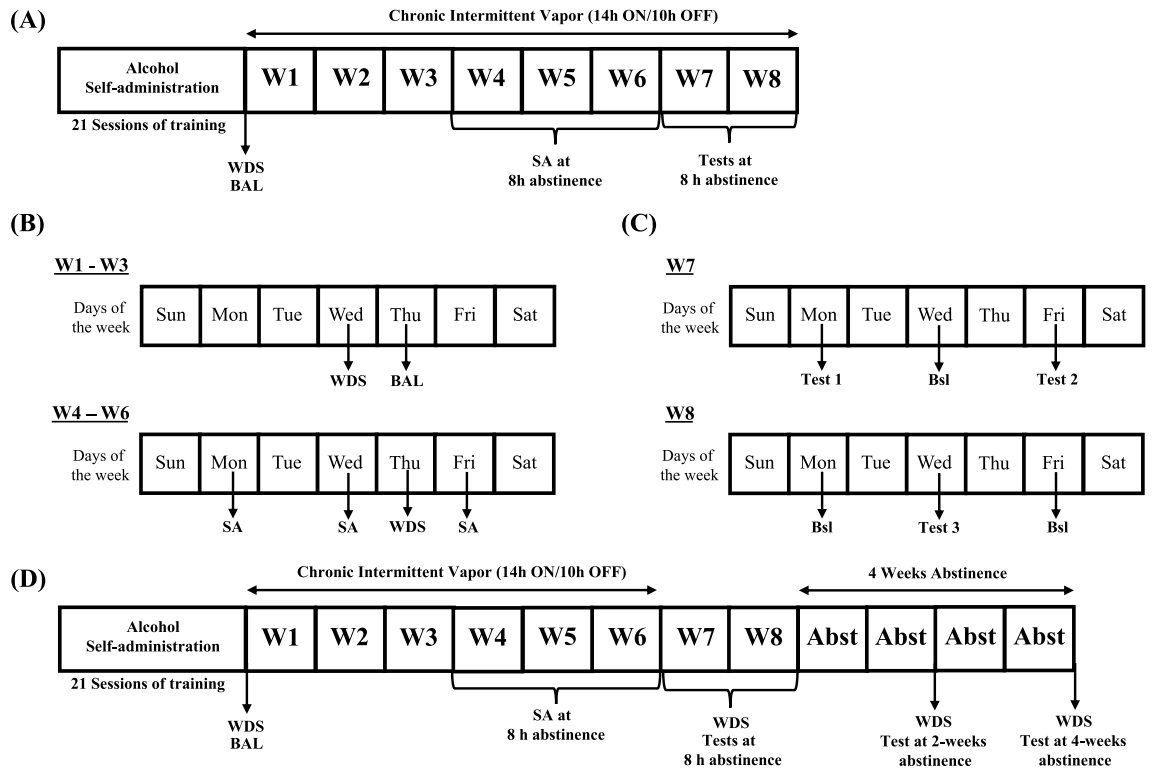 (A)
Chronic Intermittent Vapor (14h ON/10h OFF)
Alcohol
Self-administration
W1 W2 W3 W4 W5 W6 W7 W8
21 Sessions of training
WDS
BAL
SA at
8h abstinence
Tests at
8 h abstinence
(B)
W1 - W3
Days of
the week
Sun Mon Tue Wed Thu Fri Sat
WDS BAL
W4 – W6
Days of
the week
Sun Mon Tue Wed Thu Fri Sat
SA SA WDS SA
(C)
W7
Days of
the week
Sun Mon Tue Wed Thu Fri Sat
Test 1 Bsl Test 2
W8
Days of
the week
Sun Mon Tue Wed Thu Fri Sat
Bsl Test 3 Bsl
(D)
Chronic Intermittent Vapor (14h ON/10h OFF)
4 Weeks Abstinence
Alcohol
Self-administration
W1 W2 W3 W4 W5 W6 W7 W8 Abst Abst Abst Abst
21 Sessions of training
WDS
BAL
SA at
8 h abstinence
WDS
Tests at
8 h abstinence
WDS
Test at 2-weeks
abstinence
WDS
Test at 4-weeks
abstinence